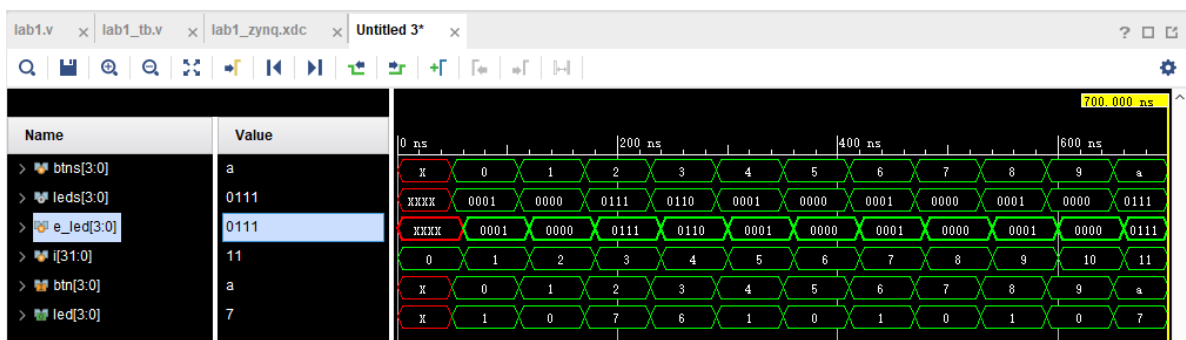 lab1.v × lab1_tb.v × lab1_zynq.xdc × Untitled 3* ×
?
700.000 ns
Name Value
0 ns 200 ns 400 ns 600 ns
btns[3:0] a X 0 1 2 3 4 5 6 7 8 9 a
leds[3:0] 0111 XXXX 0001 0000 0111 0110 0001 0000 0001 0000 0001 0000 0111
e_led[3:0] 0111 XXXX 0001 0000 0111 0110 0001 0000 0001 0000 0001 0000 0111
i[31:0] 11 0 1 2 3 4 5 6 7 8 9 10 11
btn[3:0] a X 0 1 2 3 4 5 6 7 8 9 a
led[3:0] 7 X 1 0 7 6 1 0 1 0 1 0 7